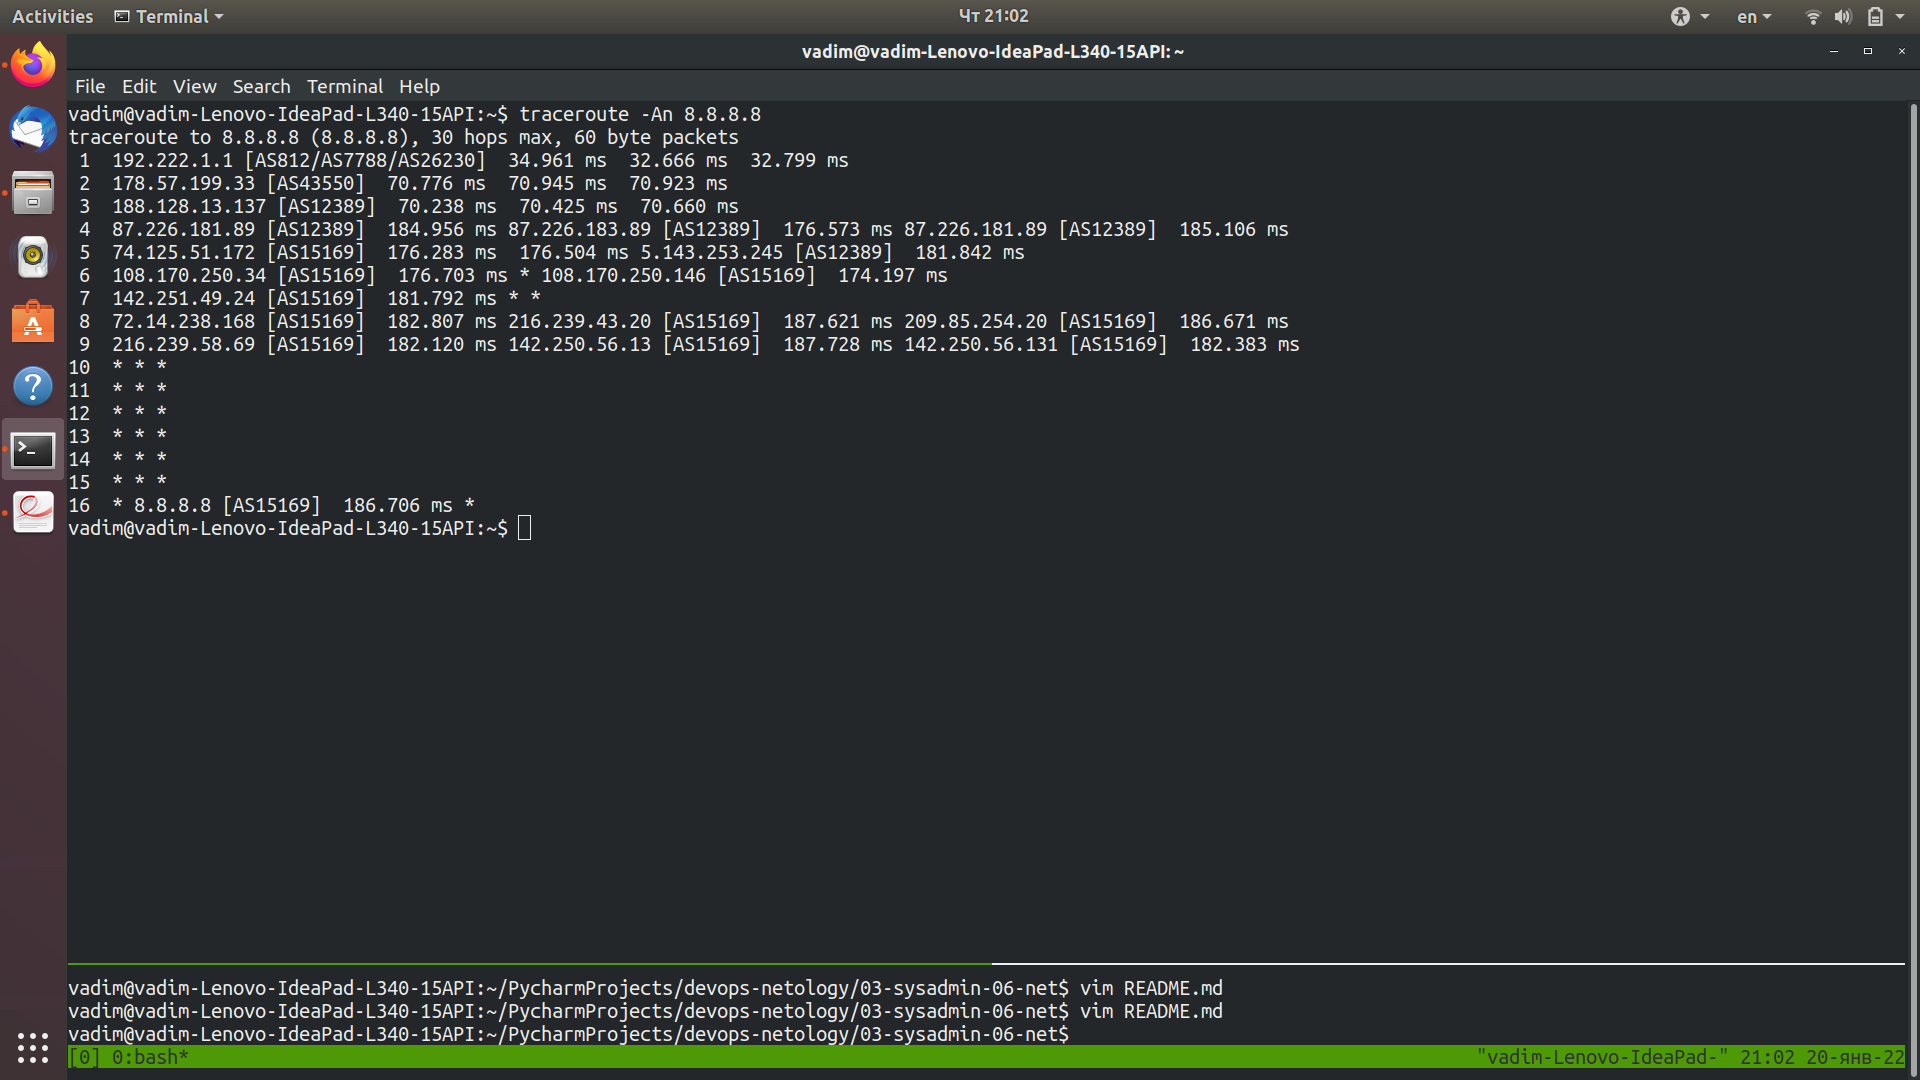 Activities Terminal Чт 21:02 en
vadim@vadim-Lenovo-IdeaPad-L340-15API: ~
File Edit View Search Terminal Help
vadim@vadim-Lenovo-IdeaPad-L340-15API:~$ traceroute -An 8.8.8.8
traceroute to 8.8.8.8 (8.8.8.8), 30 hops max, 60 byte packets
 1  192.222.1.1 [AS812/AS7788/AS26230]  34.961 ms  32.666 ms  32.799 ms
 2  178.57.199.33 [AS43550]  70.776 ms  70.945 ms  70.923 ms
 3  188.128.13.137 [AS12389]  70.238 ms  70.425 ms  70.660 ms
 4  87.226.181.89 [AS12389]  184.956 ms 87.226.183.89 [AS12389]  176.573 ms 87.226.181.89 [AS12389]  185.106 ms
 5  74.125.51.172 [AS15169]  176.283 ms  176.504 ms 5.143.253.245 [AS12389]  181.842 ms
 6  108.170.250.34 [AS15169]  176.703 ms * 108.170.250.146 [AS15169]  174.197 ms
 7  142.251.49.24 [AS15169]  181.792 ms * *
 8  72.14.238.168 [AS15169]  182.807 ms 216.239.43.20 [AS15169]  187.621 ms 209.85.254.20 [AS15169]  186.671 ms
 9  216.239.58.69 [AS15169]  182.120 ms 142.250.56.13 [AS15169]  187.728 ms 142.250.56.131 [AS15169]  182.383 ms
10  * * *
11  * * *
12  * * *
13  * * *
14  * * *
15  * * *
16  * 8.8.8.8 [AS15169]  186.706 ms *
vadim@vadim-Lenovo-IdeaPad-L340-15API:~$
vadim@vadim-Lenovo-IdeaPad-L340-15API:~/PycharmProjects/devops-netology/03-sysadmin-06-net$ vim README.md
vadim@vadim-Lenovo-IdeaPad-L340-15API:~/PycharmProjects/devops-netology/03-sysadmin-06-net$ vim README.md
vadim@vadim-Lenovo-IdeaPad-L340-15API:~/PycharmProjects/devops-netology/03-sysadmin-06-net$
[0] 0:bash* "vadim-Lenovo-IdeaPad-" 21:02 20-янв-22